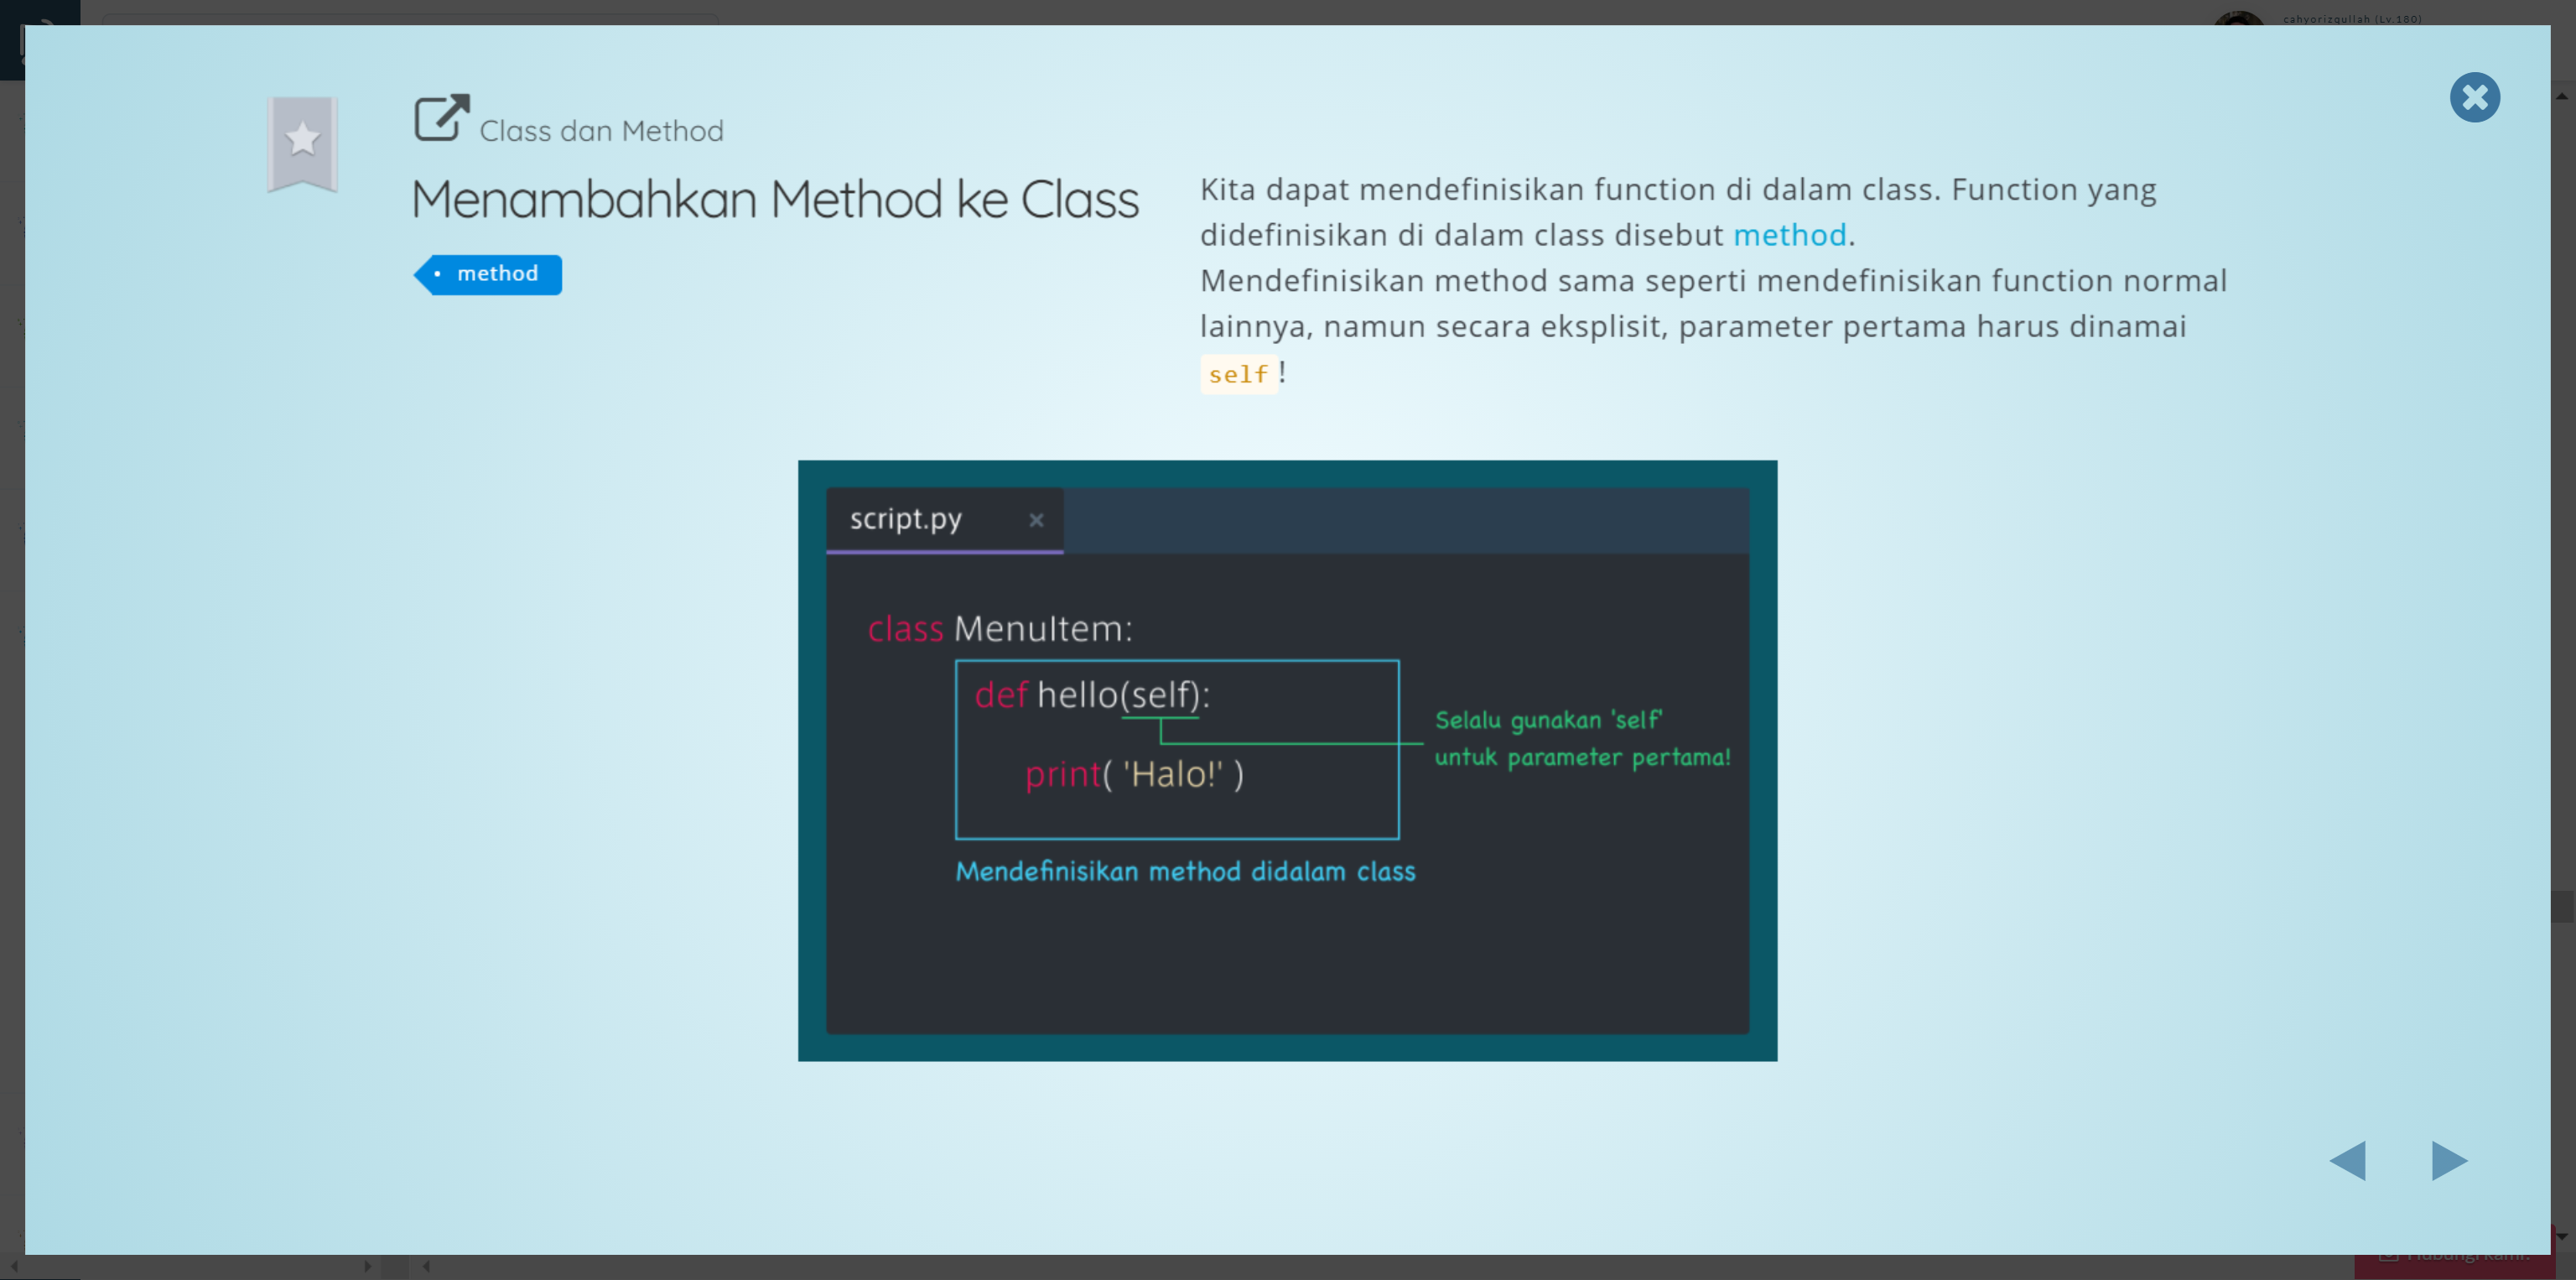 cahyorizqullah (Lv.180)
Class dan Method
Menambahkan Method ke Class
method
Kita dapat mendefinisikan function di dalam class. Function yang
didefinisikan di dalam class disebut method.
Mendefinisikan method sama seperti mendefinisikan function normal
lainnya, namun secara eksplisit, parameter pertama harus dinamai
self!
script.py
class MenuItem:
def hello(self):
print( 'Halo!' )
Selalu gunakan 'self'
untuk parameter pertama!
Mendefinisikan method didalam class
Hubungi kami!